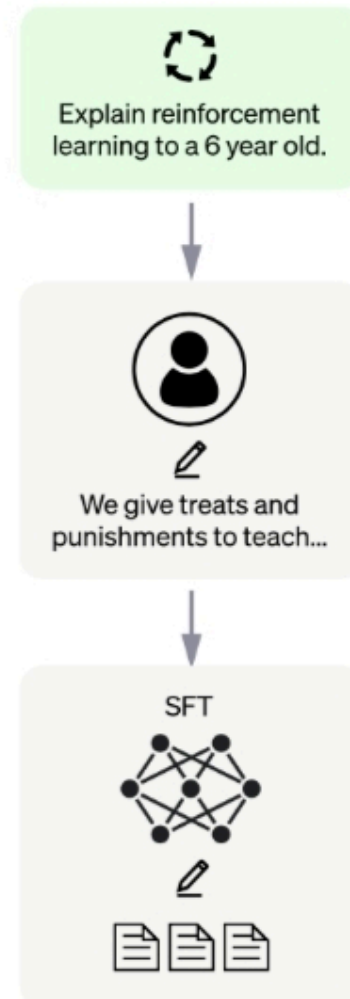 Explain reinforcement
learning to a 6 year old.
We give treats and
punishments to teach...
SFT